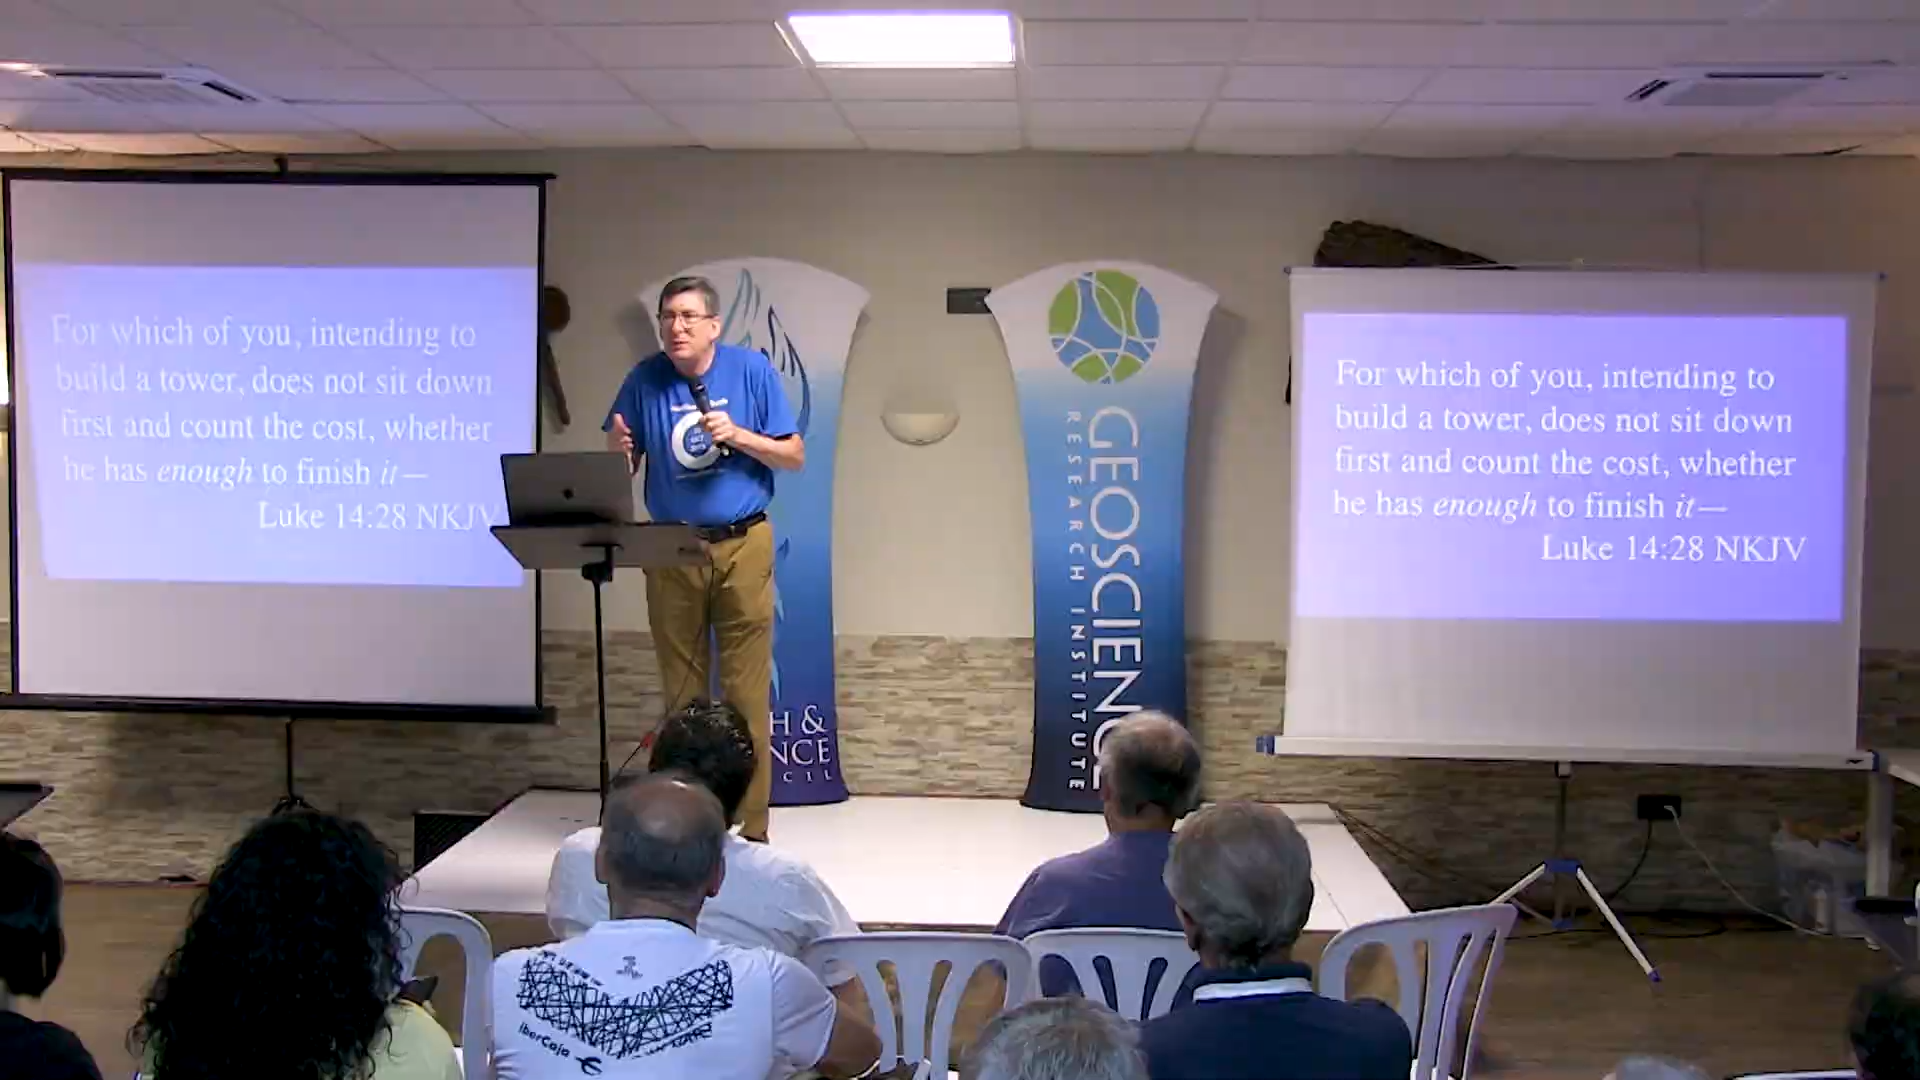 For which of you, intending to
build a tower, does not sit down
first and count the cost, whether
he has enough to finish it—
Luke 14:28 NKJV
H &
NCE
CIL
GEOSCIENC
RESEARCH INSTITUTE
For which of you, intending to
build a tower, does not sit down
first and count the cost, whether
he has enough to finish it—
Luke 14:28 NKJV
iberCaja